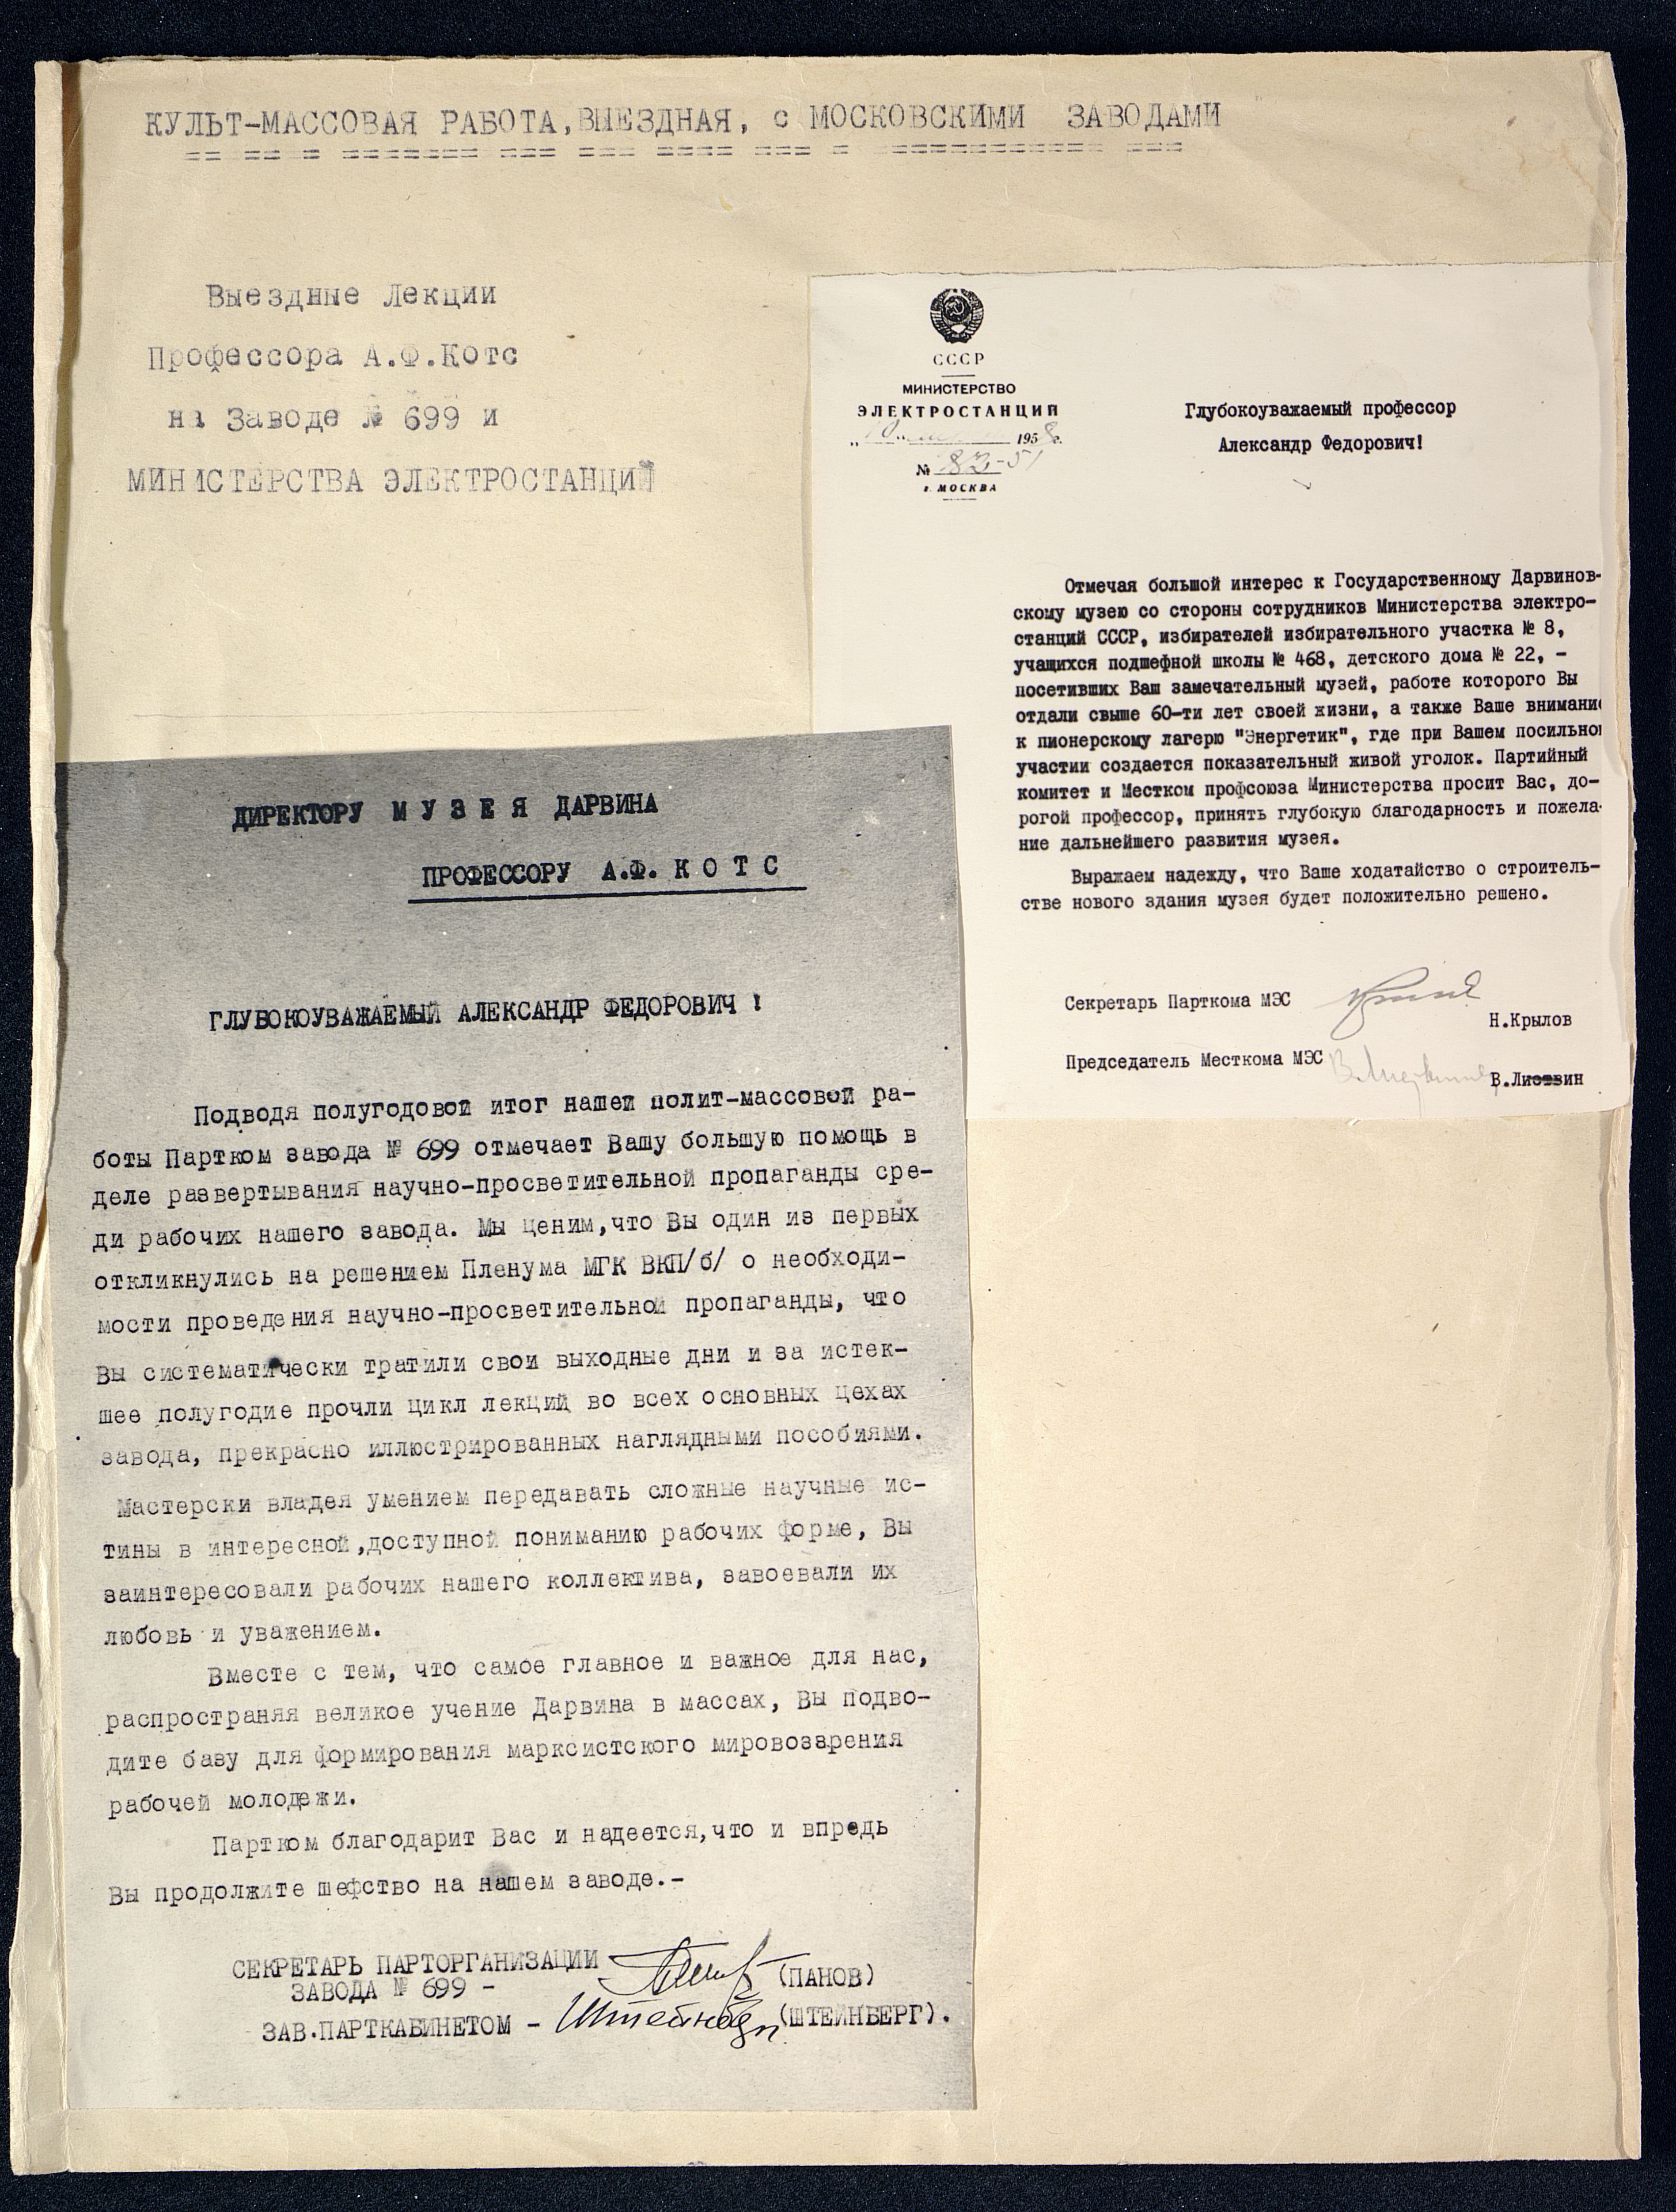 КУЛЬТ-МАССОВАЯ РАБОТА, ВЫЕЗДНАЯ, с МОСКОВСКИМИ ЗАВОДАМИ
Выездные Лекции
Профессора А.Ф.Котс
на Заводе № 699 и
МИНИСТЕРСТВА ЭЛЕКТРОСТАНЦИЙ
СССР
МИНИСТЕРСТВО
ЭЛЕКТРОСТАНЦИЙ
„10" 1958г.
№ 83-51
г. МОСКВА
Глубокоуважаемый профессор
Александр Федорович!
Отмечая большой интерес к Государственному Дарвинов-
скому музею со стороны сотрудников Министерства электро-
станций СССР, избирателей избирательного участка № 8,
учащихся подшефной школы № 468, детского дома № 22, -
посетивших Ваш замечательный музей, работе которого Вы
отдали свыше 60-ти лет своей жизни, а также Ваше внимани
к пионерскому лагерю "Энергетик", где при Вашем посильно
участии создается показательный живой уголок. Партийный
комитет и Местком профсоюза Министерства просит Вас, до-
рогой профессор, принять глубокую благодарность и пожела-
ние дальнейшего развития музея.
Выражаем надежду, что Ваше ходатайство о строитель-
стве нового здания музея будет положительно решено.
Секретарь Парткома МЭС
Н.Крылов
Председатель Месткома МЭС
В.Листвин
ДИРЕКТОРУ М У З Е Я ДАРВИНА
ПРОФЕССОРУ А.Ф. К О Т С
ГЛУБОКОУВАЖАЕМЫЙ АЛЕКСАНДР ФЕДОРОВИЧ !
Подводя полугодовой итог нашей полит-массовой ра-
боты Партком завода № 699 отмечает Вашу большую помощь в
деле развертывания научно-просветительной пропаганды сре-
ди рабочих нашего завода. Мы ценим,что Вы один из первых
откликнулись на решением Пленума МГК ВКП/б/ о необходи-
мости проведения научно-просветительной пропаганды, что
Вы систематически тратили свои выходные дни и за истек-
шее полугодие прочли цикл лекций во всех основных цехах
завода, прекрасно иллюстрированных наглядными пособиями.
Мастерски владея умением передавать сложные научные ис-
тины в интересной,доступной пониманию рабочих форме, Вы
заинтересовали рабочих нашего коллектива, завоевали их
любовь и уважением.
Вместе с тем, что самое главное и важное для нас,
распространяя великое учение Дарвина в массах, Вы подво-
дите базу для формирования марксистского мировоззрения
рабочей молодежи.
Партком благодарит Вас и надеется,что и впредь
Вы продолжите шефство на нашем заводе.-
СЕКРЕТАРЬ ПАРТОРГАНИЗАЦИИ
ЗАВОДА № 699 - (ПАНОВ)
ЗАВ.ПАРТКАБИНЕТОМ - Штейнберг (ШТЕЙНБЕРГ).